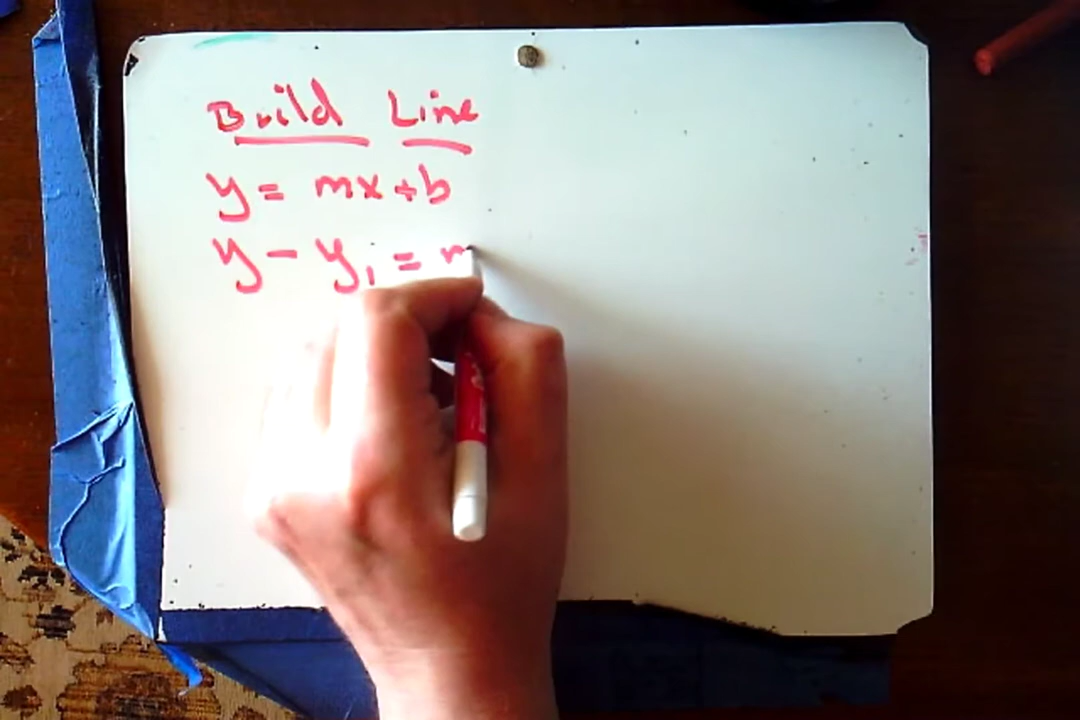 Build Line
y = mx+b
y - y₁ = m